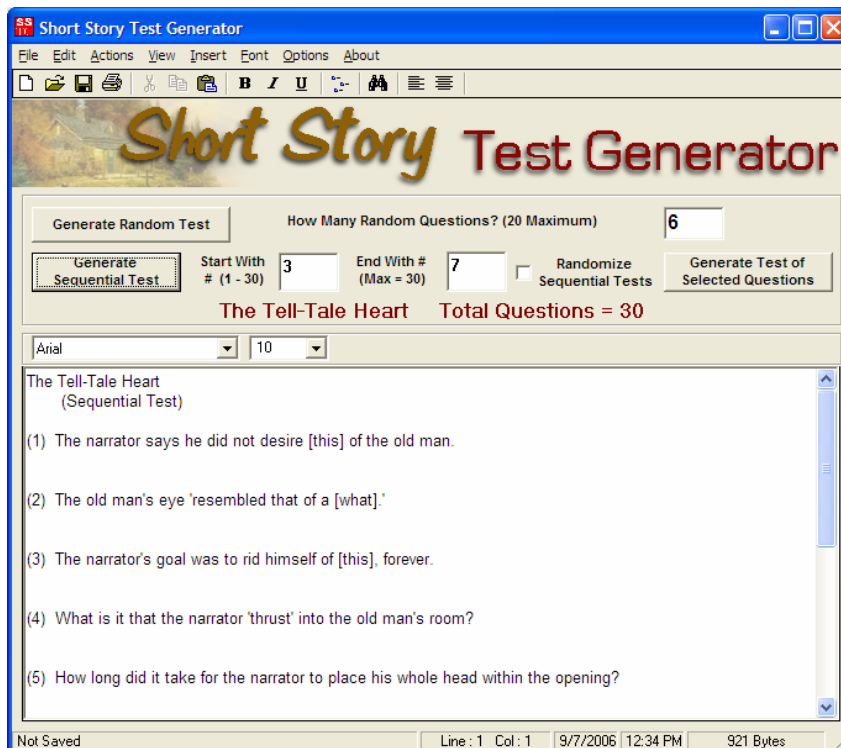 SS
Short Story Test Generator
File Edit Actions View Insert Font Options About
B I U
Short Story Test Generator
Generate Random Test How Many Random Questions? (20 Maximum) 6
Generate Sequential Test Start With # (1 - 30) 3 End With # (Max = 30) 7 Randomize Sequential Tests Generate Test of Selected Questions
The Tell-Tale Heart Total Questions = 30
Arial 10
The Tell-Tale Heart
(Sequential Test)
(1) The narrator says he did not desire [this] of the old man.
(2) The old man's eye 'resembled that of a [what].'
(3) The narrator's goal was to rid himself of [this], forever.
(4) What is it that the narrator 'thrust' into the old man's room?
(5) How long did it take for the narrator to place his whole head within the opening?
Not Saved Line : 1 Col : 1 9/7/2006 12:34 PM 921 Bytes